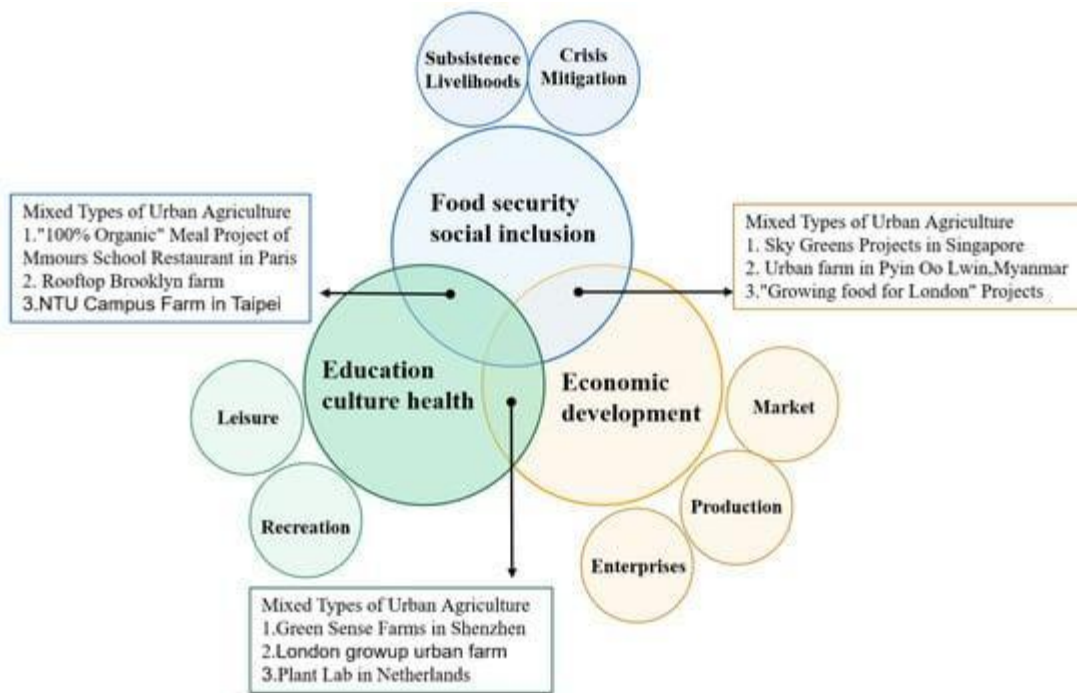 Subsistence
Livelihoods
Crisis
Mitigation
Food security
social inclusion
Mixed Types of Urban Agriculture
1."100% Organic" Meal Project of
Mmours School Restaurant in Paris
2. Rooftop Brooklyn farm
3.NTU Campus Farm in Taipei
Mixed Types of Urban Agriculture
1. Sky Greens Projects in Singapore
2. Urban farm in Pyin Oo Lwin,Myanmar
3."Growing food for London" Projects
Education
culture health
Economic
development
Leisure
Recreation
Market
Production
Enterprises
Mixed Types of Urban Agriculture
1.Green Sense Farms in Shenzhen
2.London growup urban farm
3.Plant Lab in Netherlands